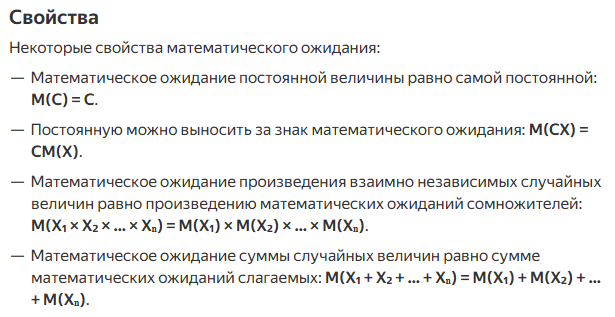 Свойства
Некоторые свойства математического ожидания:
— Математическое ожидание постоянной величины равно самой постоянной:
M(C) = C.
— Постоянную можно выносить за знак математического ожидания: M(CX) =
CM(X).
— Математическое ожидание произведения взаимно независимых случайных
величин равно произведению математических ожиданий сомножителей:
M(X₁ × X₂ × ... × Xₙ) = M(X₁) × M(X₂) × ... × M(Xₙ).
— Математическое ожидание суммы случайных величин равно сумме
математических ожиданий слагаемых: M(X₁ + X₂ + ... + Xₙ) = M(X₁) + M(X₂) + ...
+ M(Xₙ).